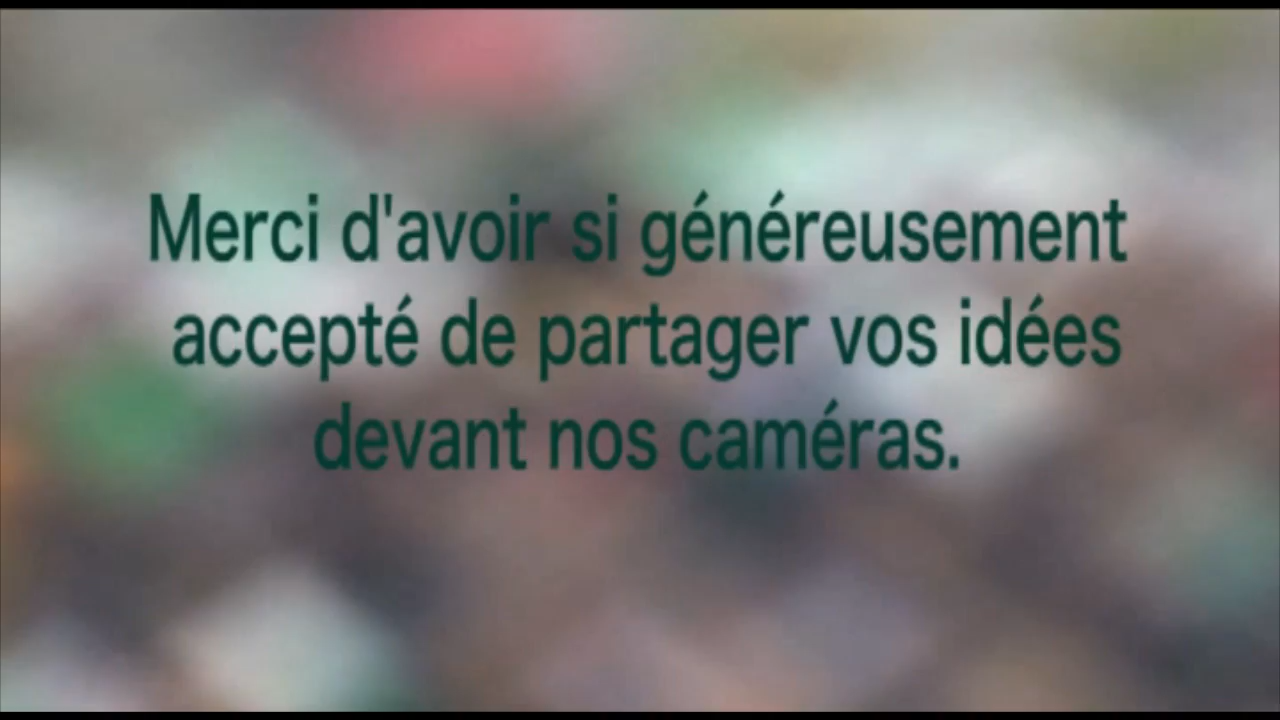 Merci d'avoir si généreusement
accepté de partager vos idées
devant nos caméras.